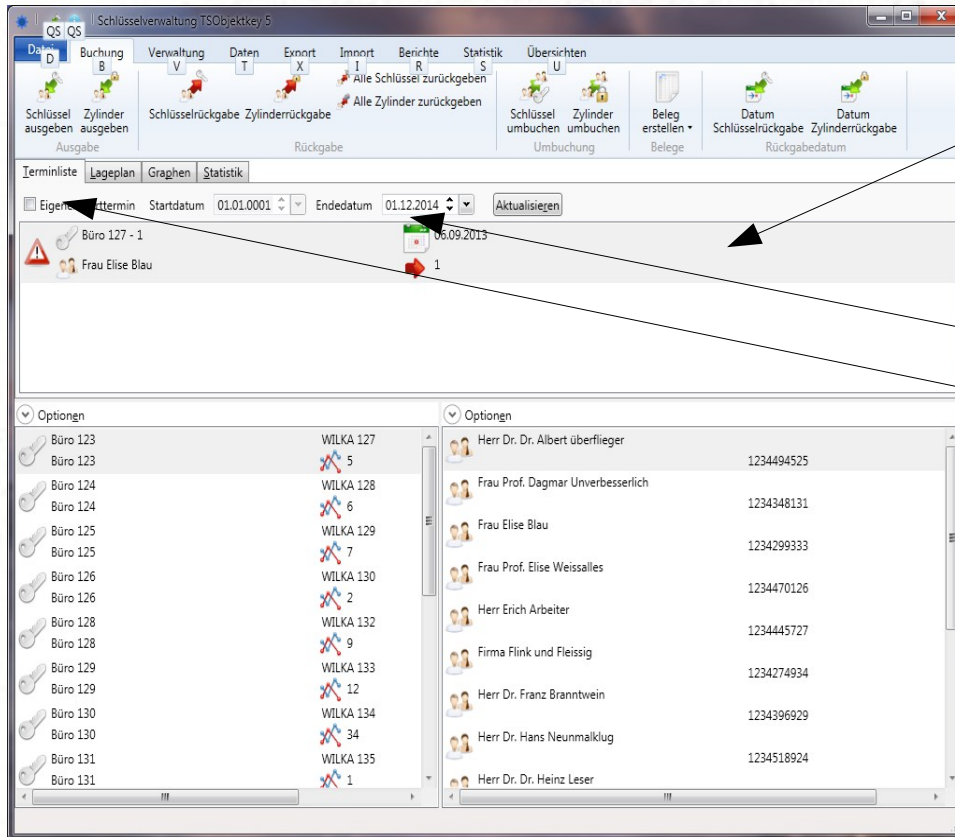 Schlüsselverwaltung TSObjektkey 5
QS QS
Datei Buchung Verwaltung Daten Export Import Berichte Statistik Übersichten
D B V T X I R S U
Schlüssel ausgeben
Zylinder ausgeben
Ausgabe
Schlüsselrückgabe Zylinderrückgabe
Alle Schlüssel zurückgeben
Alle Zylinder zurückgeben
Rückgabe
Schlüssel umbuchen
Zylinder umbuchen
Umbuchung
Beleg erstellen
Belege
Datum Schlüsselrückgabe
Datum Zylinderrückgabe
Rückgabedatum
Terminliste Lageplan Graphen Statistik
Eigene Startdatum 01.01.0001 Endedatum 01.12.2014 Aktualisieren
Büro 127 - 1 06.09.2013
Frau Elise Blau 1
Optionen
Büro 123 WILKA 127
Büro 123 5
Büro 124 WILKA 128
Büro 124 6
Büro 125 WILKA 129
Büro 125 7
Büro 126 WILKA 130
Büro 126 2
Büro 128 WILKA 132
Büro 128 9
Büro 129 WILKA 133
Büro 129 12
Büro 130 WILKA 134
Büro 130 34
Büro 131 WILKA 135
Büro 131 1
Optionen
Herr Dr. Dr. Albert überflieger
1234494525
Frau Prof. Dagmar Unverbesserlich
1234348131
Frau Elise Blau
1234299333
Frau Prof. Elise Weissalles
1234470126
Herr Erich Arbeiter
1234445727
Firma Flink und Fleissig
1234274934
Herr Dr. Franz Branntwein
1234396929
Herr Dr. Hans Neunmalklug
1234518924
Herr Dr. Dr. Heinz Leser